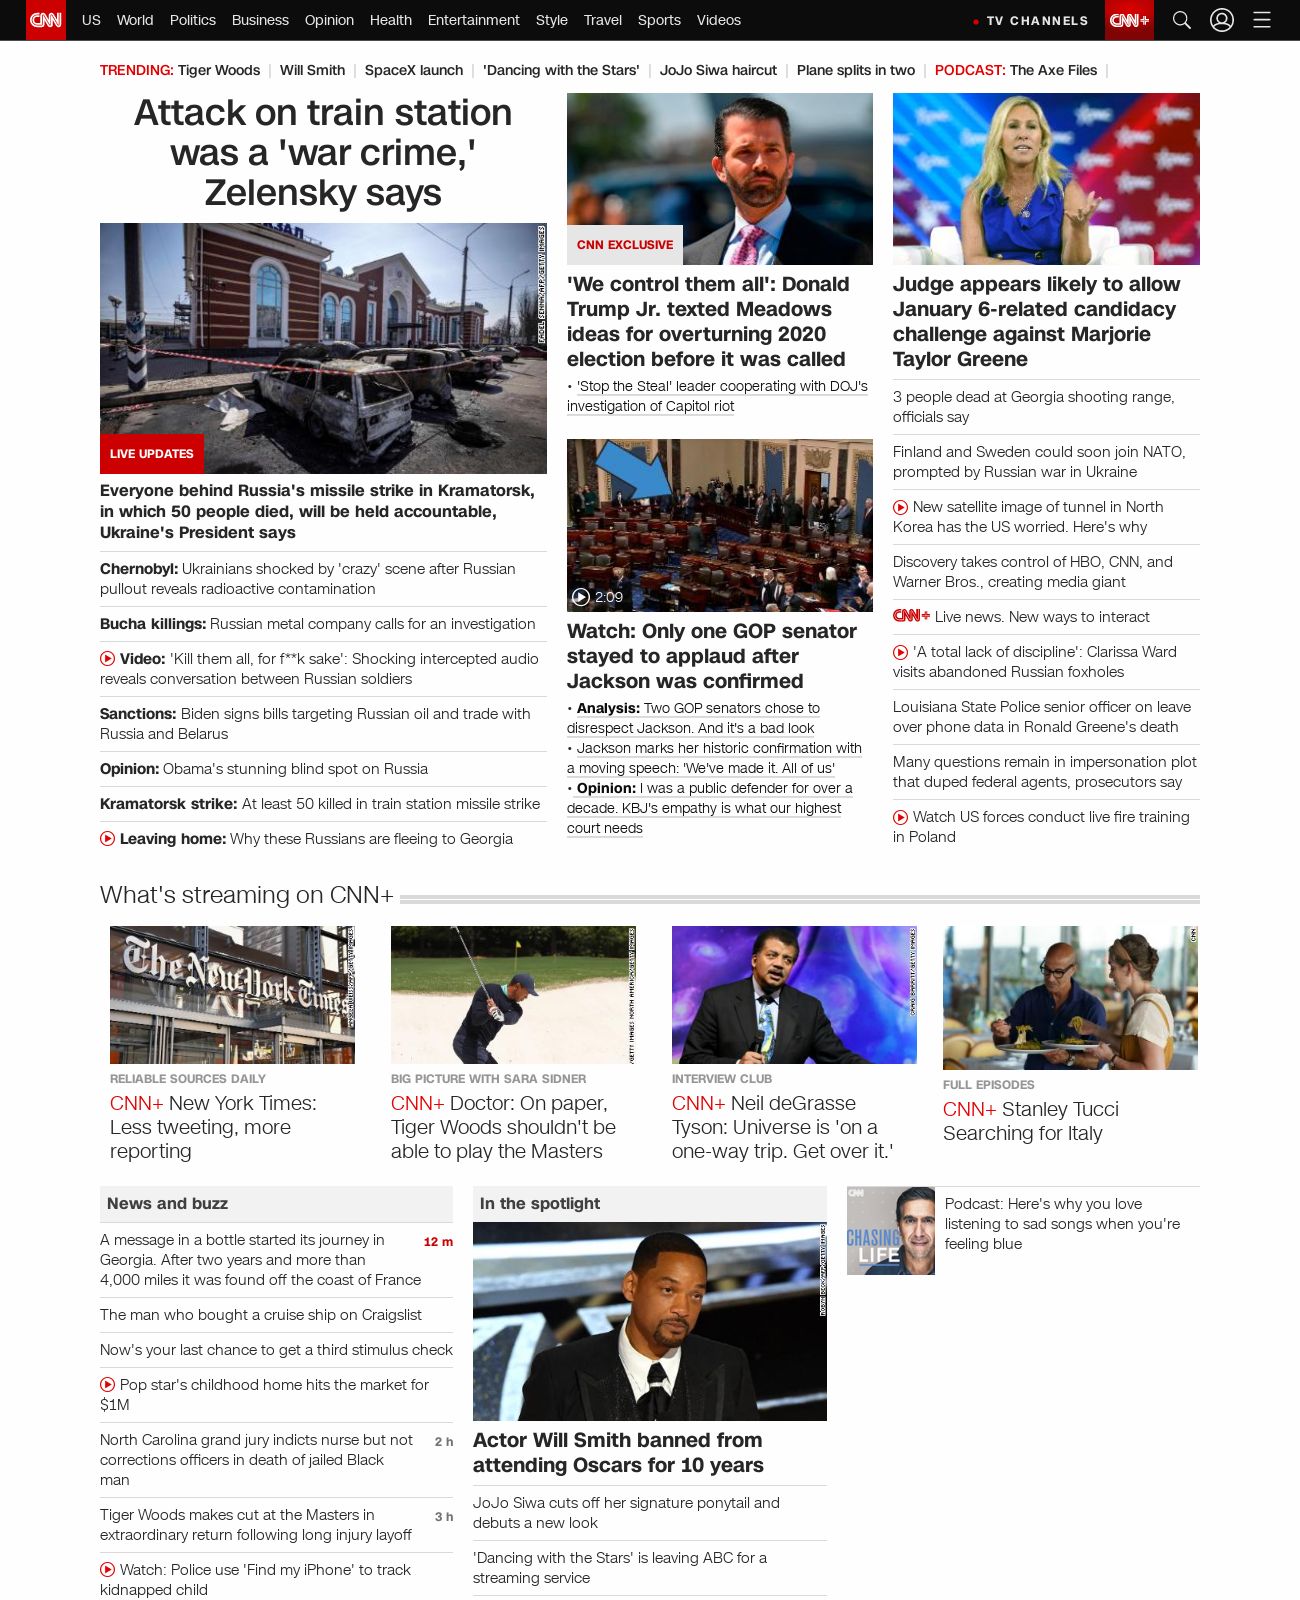 CNN US World Politics Business Opinion Health Entertainment Style Travel Sports Videos • TV CHANNELS CNN+
TRENDING: Tiger Woods | Will Smith | SpaceX launch | 'Dancing with the Stars' | JoJo Siwa haircut | Plane splits in two | PODCAST: The Axe Files |
Attack on train station
was a 'war crime,'
Zelensky says
FADEL SENNA/AFP/GETTY IMAGES
LIVE UPDATES
Everyone behind Russia's missile strike in Kramatorsk,
in which 50 people died, will be held accountable,
Ukraine's President says
Chernobyl: Ukrainians shocked by 'crazy' scene after Russian
pullout reveals radioactive contamination
Bucha killings: Russian metal company calls for an investigation
Video: 'Kill them all, for f**k sake': Shocking intercepted audio
reveals conversation between Russian soldiers
Sanctions: Biden signs bills targeting Russian oil and trade with
Russia and Belarus
Opinion: Obama's stunning blind spot on Russia
Kramatorsk strike: At least 50 killed in train station missile strike
Leaving home: Why these Russians are fleeing to Georgia
CNN EXCLUSIVE
'We control them all': Donald
Trump Jr. texted Meadows
ideas for overturning 2020
election before it was called
• 'Stop the Steal' leader cooperating with DOJ's
investigation of Capitol riot
2:09
Watch: Only one GOP senator
stayed to applaud after
Jackson was confirmed
• Analysis: Two GOP senators chose to
disrespect Jackson. And it's a bad look
• Jackson marks her historic confirmation with
a moving speech: 'We've made it. All of us'
• Opinion: I was a public defender for over a
decade. KBJ's empathy is what our highest
court needs
Judge appears likely to allow
January 6-related candidacy
challenge against Marjorie
Taylor Greene
3 people dead at Georgia shooting range,
officials say
Finland and Sweden could soon join NATO,
prompted by Russian war in Ukraine
New satellite image of tunnel in North
Korea has the US worried. Here's why
Discovery takes control of HBO, CNN, and
Warner Bros., creating media giant
CNN+ Live news. New ways to interact
'A total lack of discipline': Clarissa Ward
visits abandoned Russian foxholes
Louisiana State Police senior officer on leave
over phone data in Ronald Greene's death
Many questions remain in impersonation plot
that duped federal agents, prosecutors say
Watch US forces conduct live fire training
in Poland
What's streaming on CNN+
The New York Times
RELIABLE SOURCES DAILY
CNN+ New York Times:
Less tweeting, more
reporting
/GETTY IMAGES NORTH AMERICA/GETTY IMAGES
BIG PICTURE WITH SARA SIDNER
CNN+ Doctor: On paper,
Tiger Woods shouldn't be
able to play the Masters
CRAIG BARRITT/GETTY IMAGES
INTERVIEW CLUB
CNN+ Neil deGrasse
Tyson: Universe is 'on a
one-way trip. Get over it.'
CNN
FULL EPISODES
CNN+ Stanley Tucci
Searching for Italy
News and buzz
A message in a bottle started its journey in 12 m
Georgia. After two years and more than
4,000 miles it was found off the coast of France
The man who bought a cruise ship on Craigslist
Now's your last chance to get a third stimulus check
Pop star's childhood home hits the market for
$1M
North Carolina grand jury indicts nurse but not 2 h
corrections officers in death of jailed Black
man
Tiger Woods makes cut at the Masters in 3 h
extraordinary return following long injury layoff
Watch: Police use 'Find my iPhone' to track
kidnapped child
In the spotlight
ROBYN BECK/AFP/GETTY IMAGES
Actor Will Smith banned from
attending Oscars for 10 years
JoJo Siwa cuts off her signature ponytail and
debuts a new look
'Dancing with the Stars' is leaving ABC for a
streaming service
CNN
CHASING
LIFE
Podcast: Here's why you love
listening to sad songs when you're
feeling blue